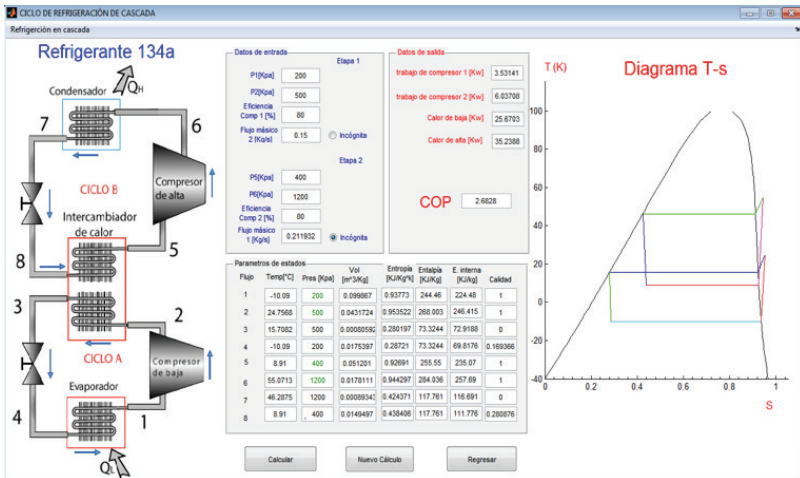 CICLO DE REFRIGERACIÓN DE CASCADA
Refrigerción en cascada
Refrigerante 134a
Condensador
QH
7
6
CICLO B
Compresor
de alta
Intercambiador
de calor
8
5
3
2
CICLO A
Compresor
de baja
Evaporador
4
1
QL
Datos de entrada
Etapa 1
P1[Kpa] 200
P2[Kpa] 500
Eficiencia
Comp 1 [%] 80
Flujo másico
2 [Kg/s] 0.15 Incógnita
Etapa 2
P5[Kpa] 400
P6[Kpa] 1200
Eficiencia
Comp 2 [%] 80
Flujo másico
1 [Kg/s] 0.211932 Incógnita
Datos de salida
trabajo de compresor 1 [Kw] 3.53141
trabajo de compresor 2 [Kw] 6.03708
Calor de baja [Kw] 25.6703
Calor de alta [Kw] 35.2388
COP 2.6828
Parametros de estados
Flujo Temp[°C] Pres [Kpa] Vol [m^3/Kg] Entropía [KJ/Kg*k] Entalpía [KJ/Kg] E. interna [KJ/kg] Calidad
1 -10.09 200 0.099867 0.93773 244.46 224.48 1
2 24.7568 500 0.0431724 0.953522 268.003 246.415 1
3 15.7082 500 0.00080592 0.280197 73.3244 72.9188 0
4 -10.09 200 0.0175397 0.28721 73.3244 69.8176 0.169366
5 8.91 400 0.051201 0.92691 255.55 235.07 1
6 55.0713 1200 0.0178111 0.944297 284.036 257.69 1
7 46.2875 1200 0.00089343 0.424371 117.761 116.691 0
8 8.91 400 0.0149497 0.438406 117.761 111.776 0.280876
Calcular Nuevo Cálculo Regresar
T (K)
Diagrama T-s
100
80
60
40
20
0
-20
-40
0 0.2 0.4 0.6 0.8 1
S